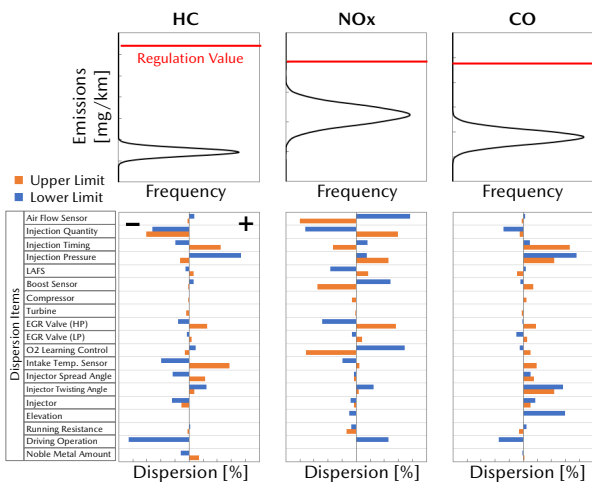 HC
NOx
CO
Regulation Value
Emissions
[mg/km]
Frequency
Frequency
Frequency
Upper Limit
Lower Limit
Dispersion Items
Air Flow Sensor
Injection Quantity
Injection Timing
Injection Pressure
LAFS
Boost Sensor
Compressor
Turbine
EGR Valve (HP)
EGR Valve (LP)
O2 Learning Control
Intake Temp. Sensor
Injector Spread Angle
Injector Twisting Angle
Injector
Elevation
Running Resistance
Driving Operation
Noble Metal Amount
− +
Dispersion [%]
Dispersion [%]
Dispersion [%]